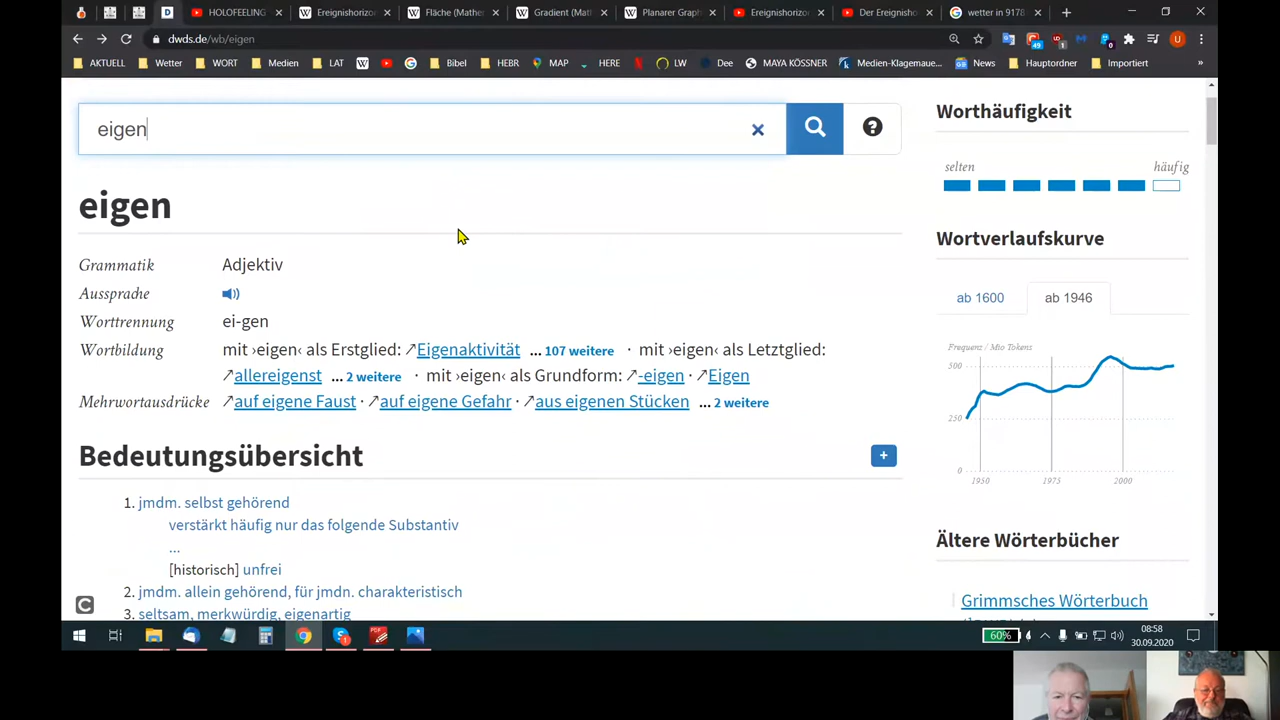 HOLOFEELING
Ereignishorizo
Fläche (Mathe
Gradient (Mat
Planarer Graph
Ereignishorizo
Der Ereignish
wetter in 9178
dwds.de/wb/eigen
AKTUELL
Wetter
WORT
Medien
LAT
Bibel
HEBR
MAP
HERE
LW
Dee
MAYA KÖSSNER
Medien-Klagemaue...
News
Hauptordner
Importiert
eigen
eigen
Grammatik Adjektiv
Aussprache
Worttrennung ei-gen
Wortbildung mit ›eigen‹ als Erstglied: ↗Eigenaktivität ... 107 weitere · mit ›eigen‹ als Letztglied:
↗allereigenst ... 2 weitere · mit ›eigen‹ als Grundform: ↗-eigen · ↗Eigen
Mehrwortausdrücke ↗auf eigene Faust · ↗auf eigene Gefahr · ↗aus eigenen Stücken ... 2 weitere
Bedeutungsübersicht
+
1. jmdm. selbst gehörend
verstärkt häufig nur das folgende Substantiv
...
[historisch] unfrei
2. jmdm. allein gehörend, für jmdn. charakteristisch
3. seltsam, merkwürdig, eigenartig
Worthäufigkeit
selten häufig
Wortverlaufskurve
ab 1600 ab 1946
Frequenz / Mio Tokens
500
250
0
1950 1975 2000
Ältere Wörterbücher
Grimmsches Wörterbuch
60%
08:58
30.09.2020